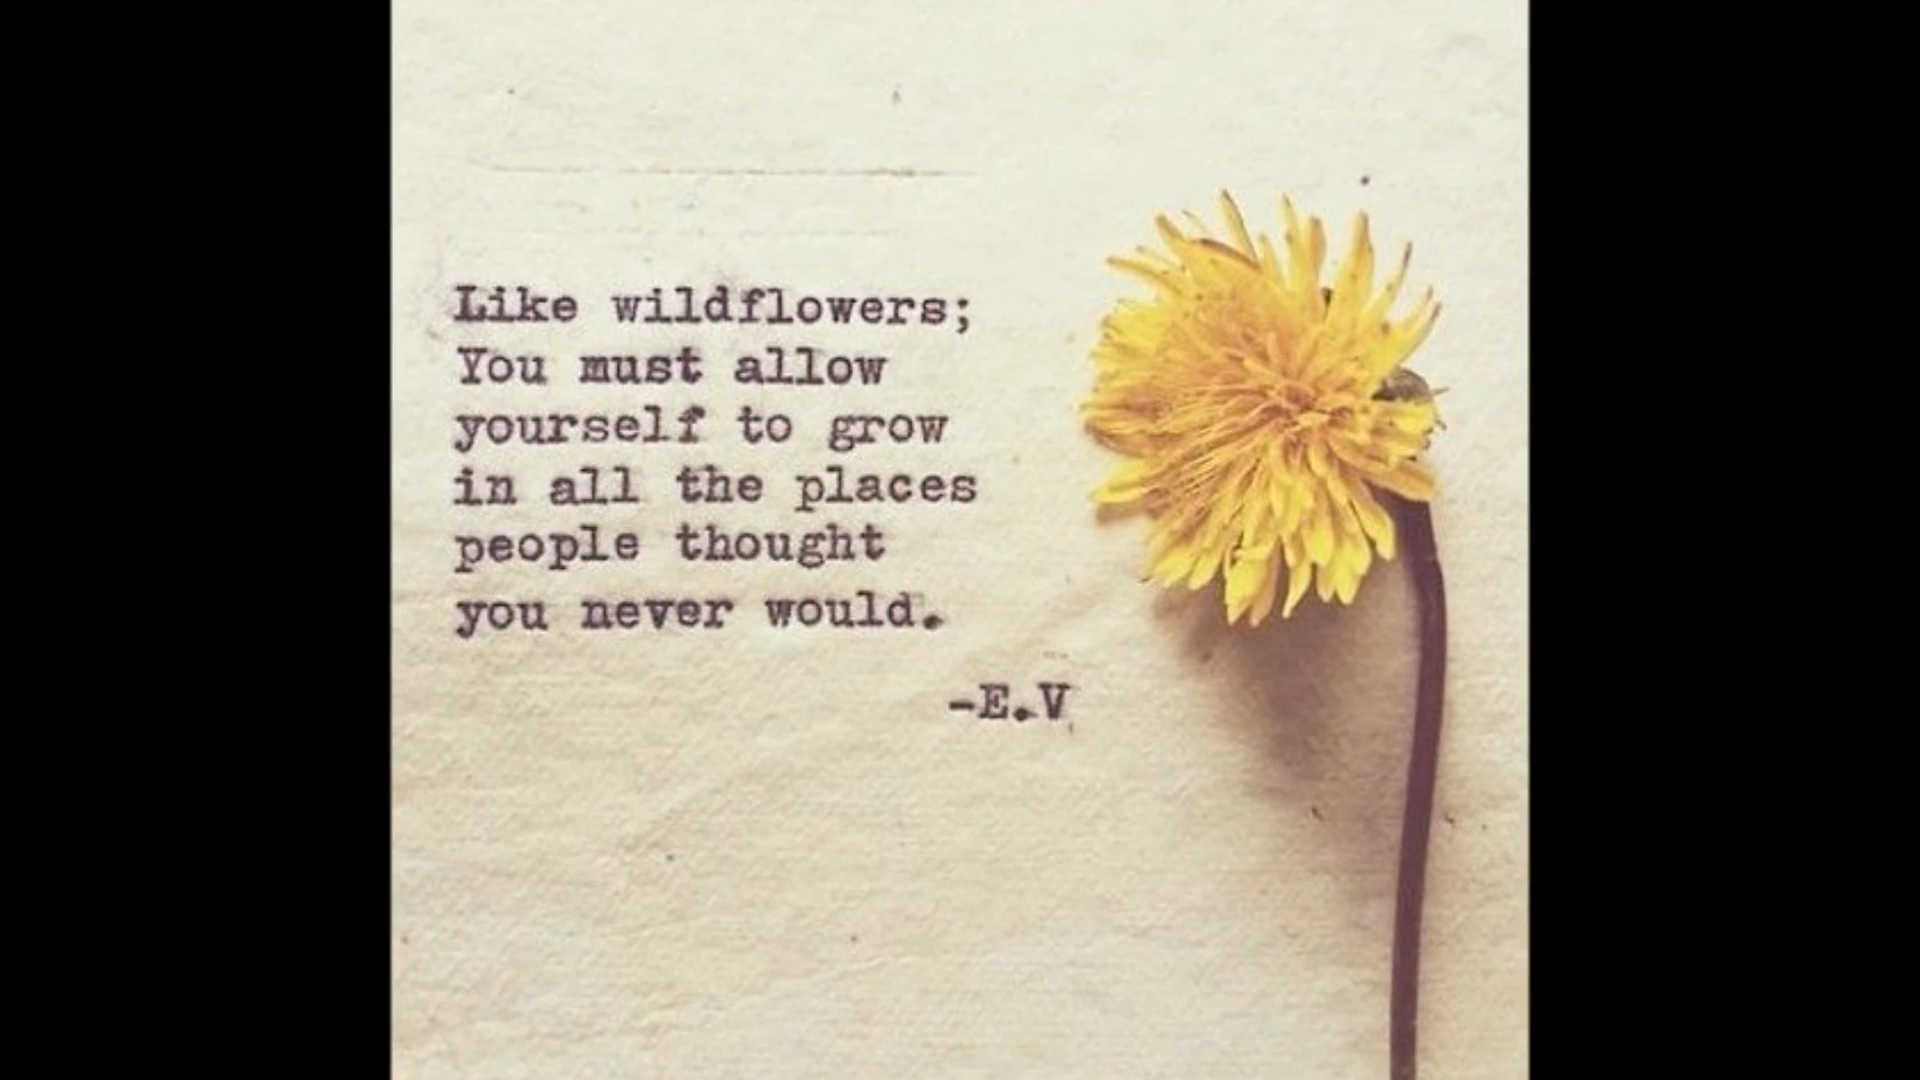 Like wildflowers;
You must allow
yourself to grow
in all the places
people thought
you never would.
-E.V